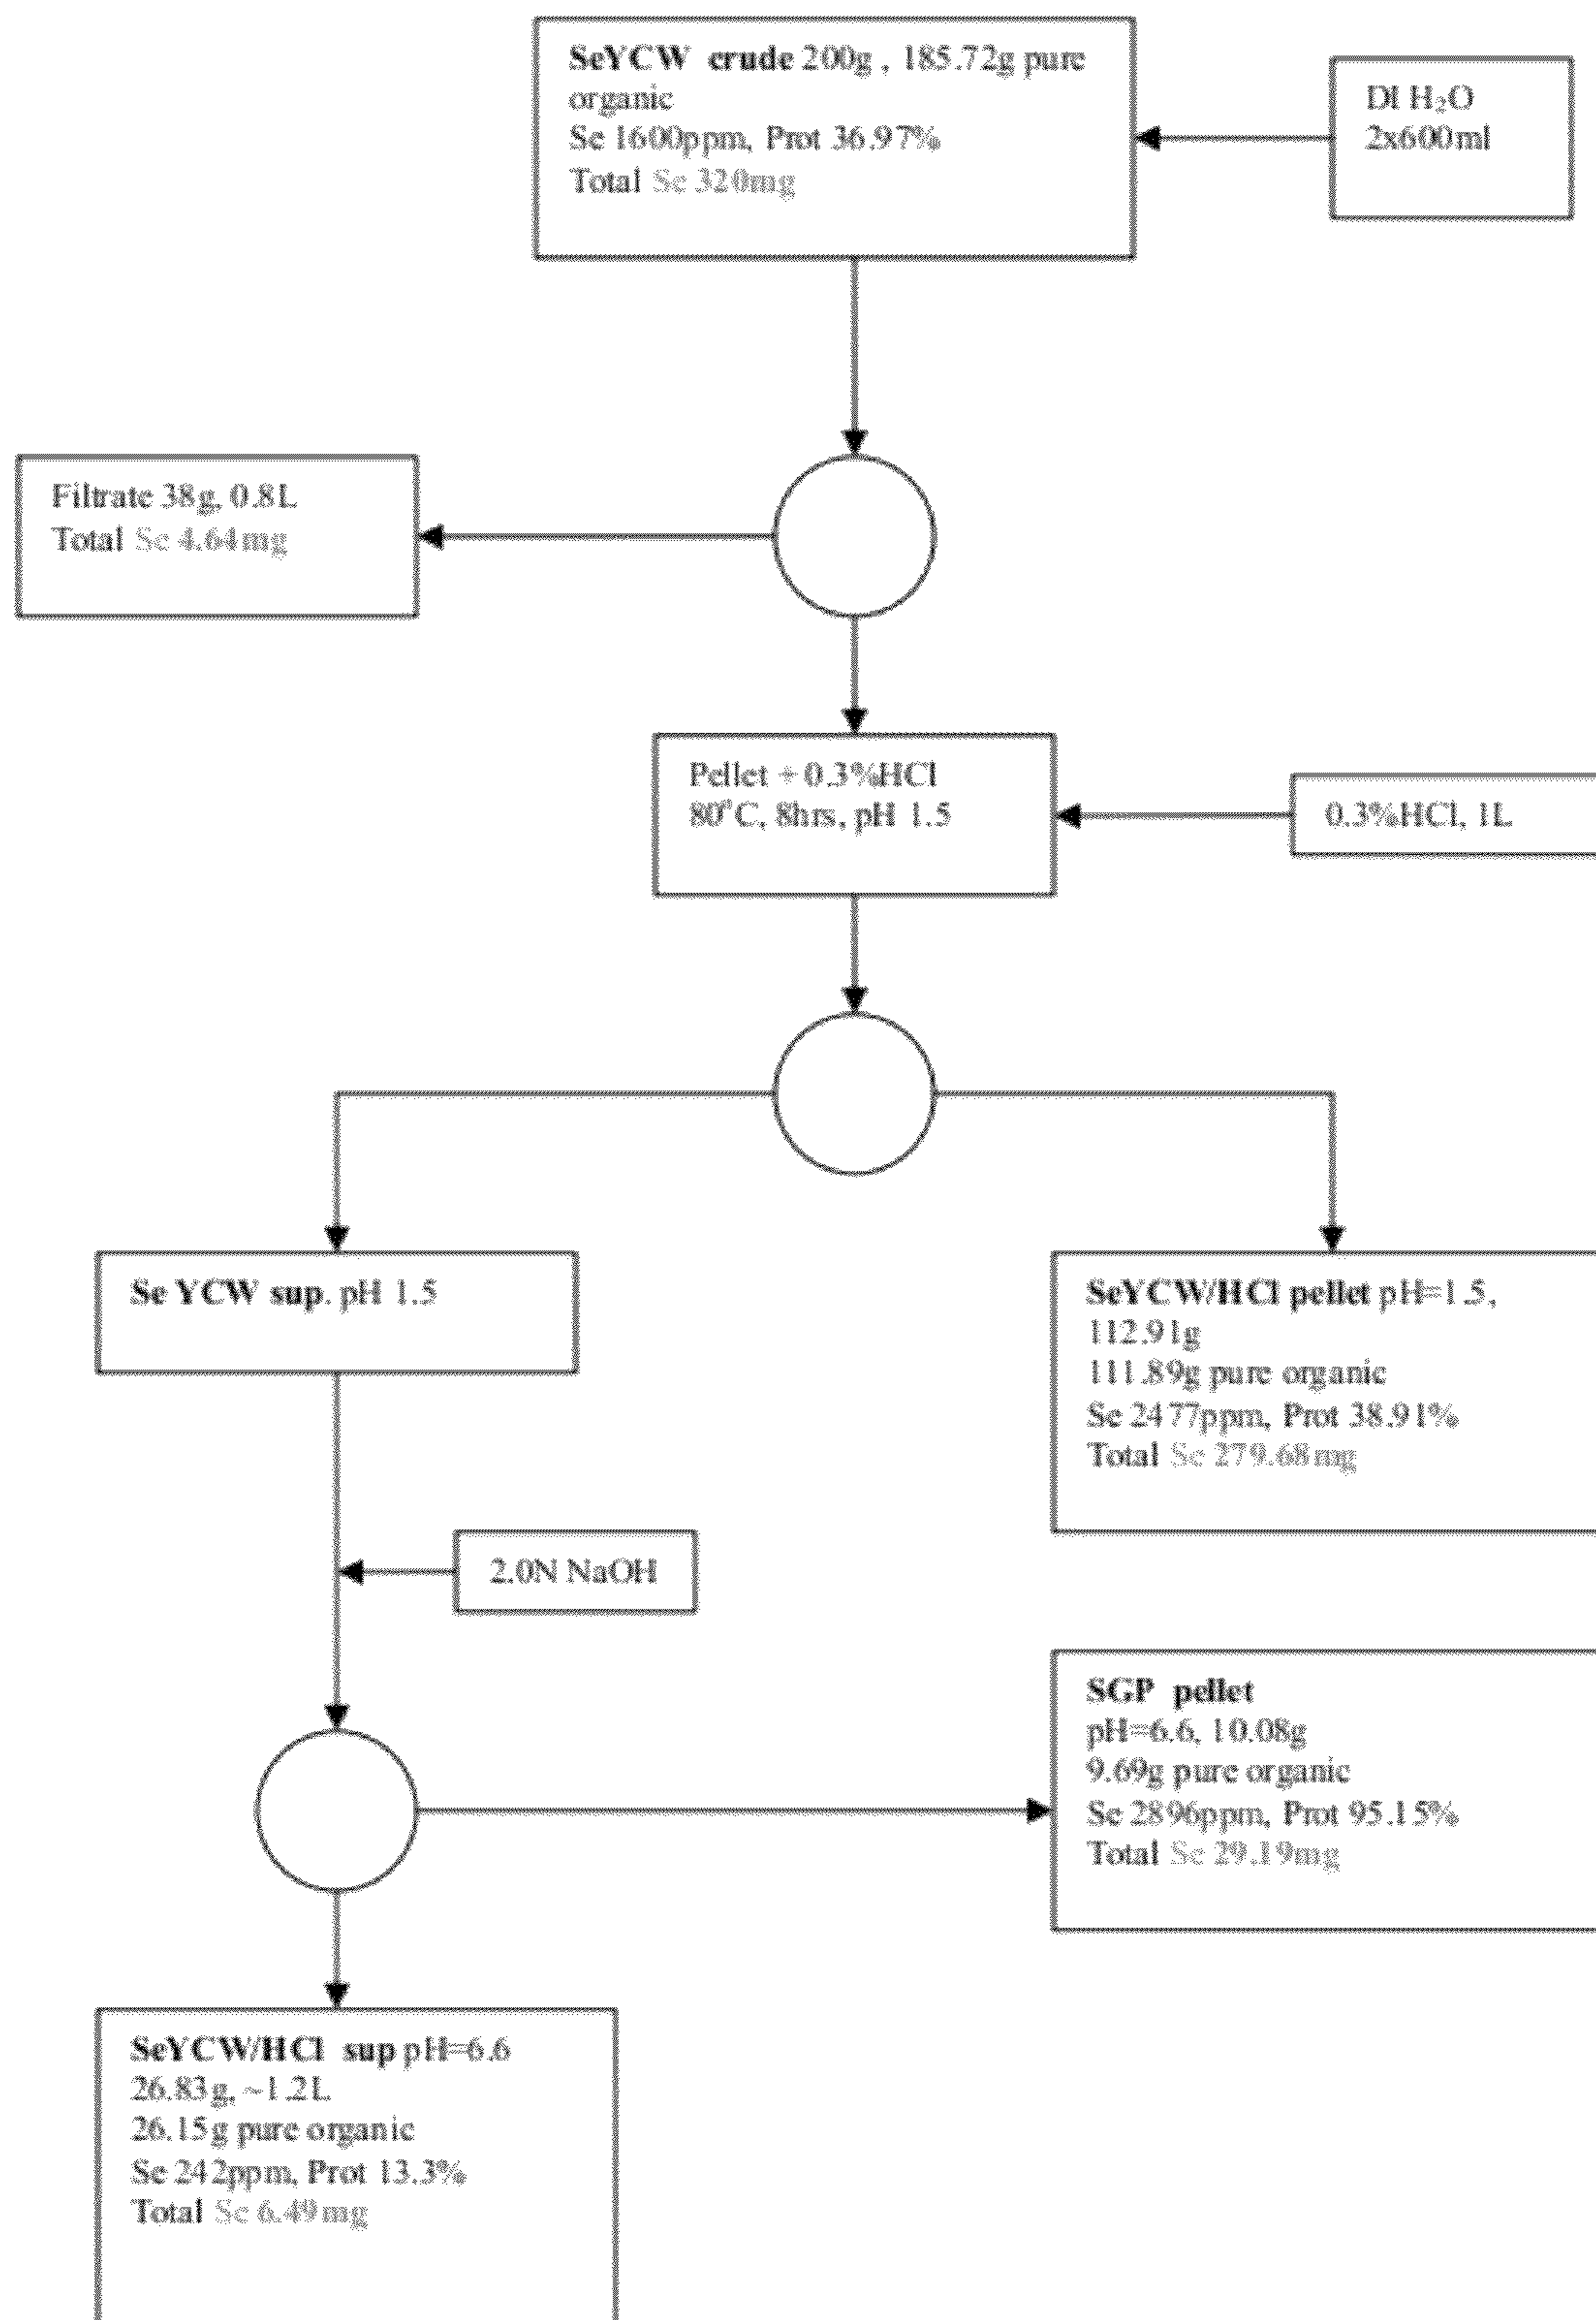 SeYCW crude 200g , 185.72g pure
organic
Se 1600ppm, Prot 36.97%
Total Se 320mg
DI H₂O
2x600ml
Filtrate 38g, 0.8L
Total Se 4.64mg
Pellet + 0.3%HCl
80°C, 8hrs, pH 1.5
0.3%HCl, 1L
Se YCW sup. pH 1.5
SeYCW/HCl pellet pH=1.5,
112.91g
111.89g pure organic
Se 2477ppm, Prot 38.91%
Total Se 279.68mg
2.0N NaOH
SGP pellet
pH=6.6, 10.08g
9.69g pure organic
Se 2896ppm, Prot 95.15%
Total Se 29.19mg
SeYCW/HCl sup pH=6.6
26.83g, ~1.2L
26.15g pure organic
Se 242ppm, Prot 13.3%
Total Se 6.49mg